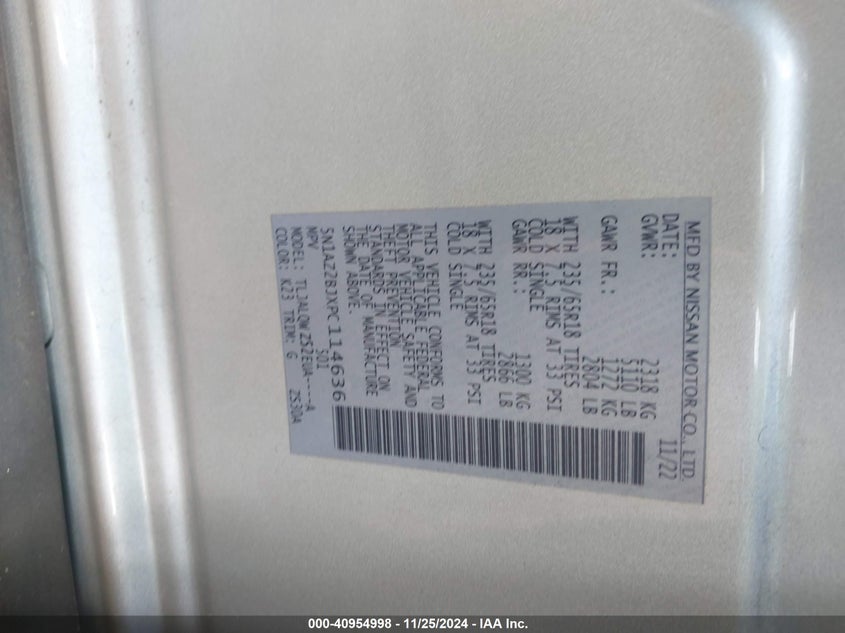 MFD BY NISSAN MOTOR CO., LTD.
DATE: 11/22
GVWR: 2318 KG
5110 LB
GAWR FR.: 1272 KG
2804 LB
WITH 235/65R18 TIRES
18 X 7.5 RIMS AT 33 PSI
COLD SINGLE
GAWR RR.: 1300 KG
2866 LB
WITH 235/65R18 TIRES
18 X 7.5 RIMS AT 33 PSI
COLD SINGLE
THIS VEHICLE CONFORMS TO
ALL APPLICABLE FEDERAL
MOTOR VEHICLE SAFETY AND
THEFT PREVENTION
STANDARDS IN EFFECT ON
THE DATE OF MANUFACTURE
SHOWN ABOVE.
5N1AZ2BJXPC114636
MPV
MODEL: TLJALQWZ52EUA----A
COLOR: K23 TRIM: G
000-40954998 - 11/25/2024 - IAA Inc.